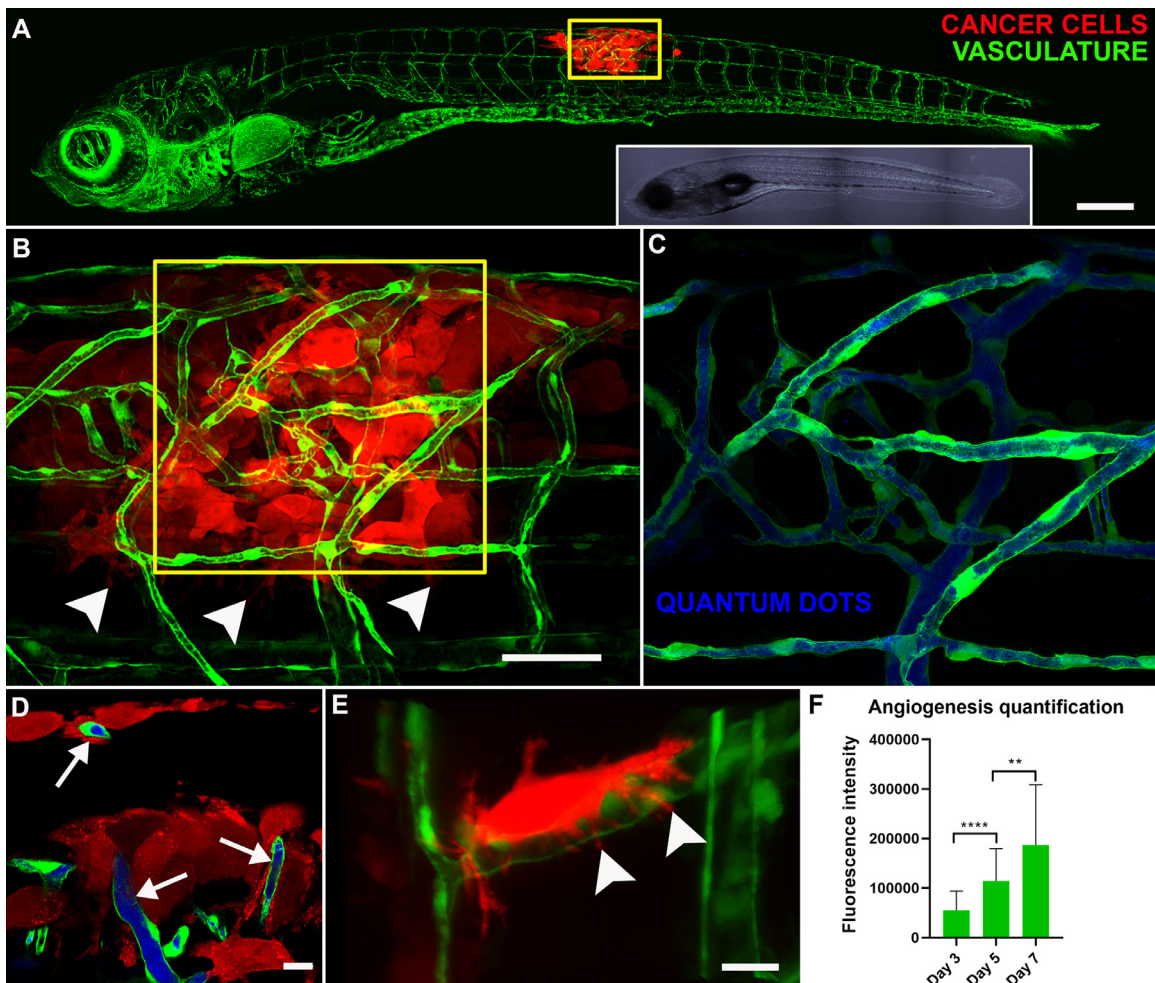 A
CANCER CELLS
VASCULATURE
B
C
QUANTUM DOTS
D
E
F
Angiogenesis quantification
Fluorescence intensity
400000
300000
200000
100000
0
****
**
Day 3
Day 5
Day 7